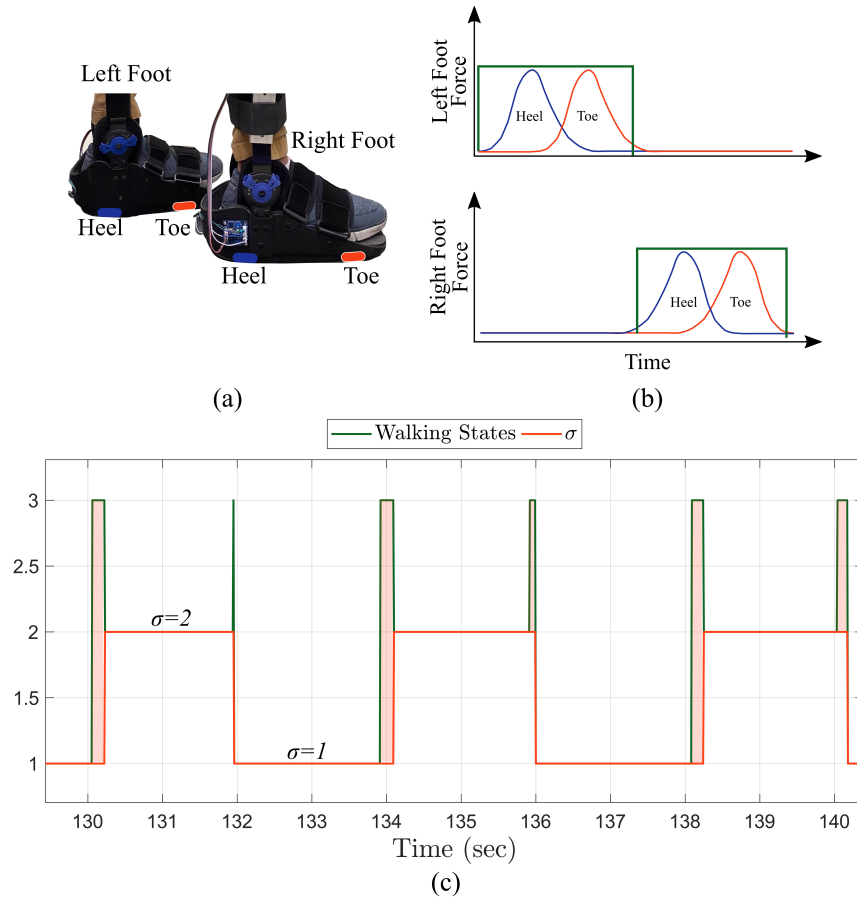 Left Foot
Right Foot
Heel
Toe
Heel
Toe
(a)
Left Foot
Force
Heel
Toe
Right Foot
Force
Heel
Toe
Time
(b)
Walking States
σ
3
2.5
2
1.5
1
σ=2
σ=1
130 131 132 133 134 135 136 137 138 139 140
Time (sec)
(c)